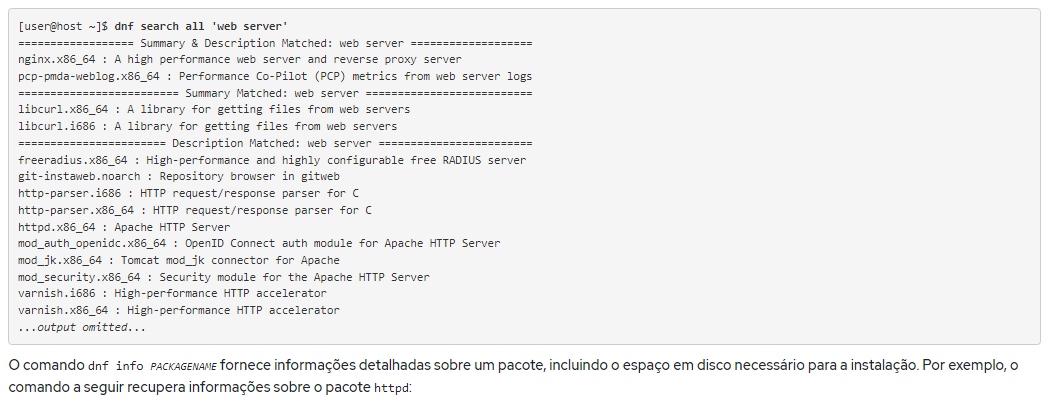 [user@host ~]$ dnf search all 'web server'
================== Summary & Description Matched: web server ===================
nginx.x86_64 : A high performance web server and reverse proxy server
pcp-pmda-weblog.x86_64 : Performance Co-Pilot (PCP) metrics from web server logs
========================= Summary Matched: web server ==========================
libcurl.x86_64 : A library for getting files from web servers
libcurl.i686 : A library for getting files from web servers
======================= Description Matched: web server ========================
freeradius.x86_64 : High-performance and highly configurable free RADIUS server
git-instaweb.noarch : Repository browser in gitweb
http-parser.i686 : HTTP request/response parser for C
http-parser.x86_64 : HTTP request/response parser for C
httpd.x86_64 : Apache HTTP Server
mod_auth_openidc.x86_64 : OpenID Connect auth module for Apache HTTP Server
mod_jk.x86_64 : Tomcat mod_jk connector for Apache
mod_security.x86_64 : Security module for the Apache HTTP Server
varnish.i686 : High-performance HTTP accelerator
varnish.x86_64 : High-performance HTTP accelerator
...output omitted...
O comando dnf info PACKAGENAME fornece informações detalhadas sobre um pacote, incluindo o espaço em disco necessário para a instalação. Por exemplo, o
comando a seguir recupera informações sobre o pacote httpd: